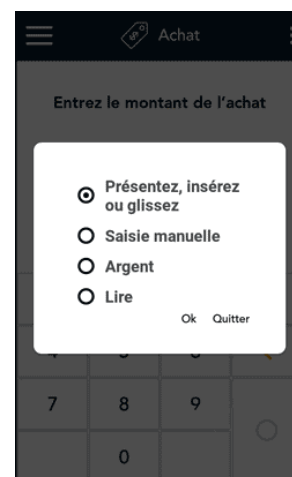 Achat
Entrez le montant de l'achat
Présentez, insérez
ou glissez
Saisie manuelle
Argent
Lire
Ok Quitter
7 8 9
0